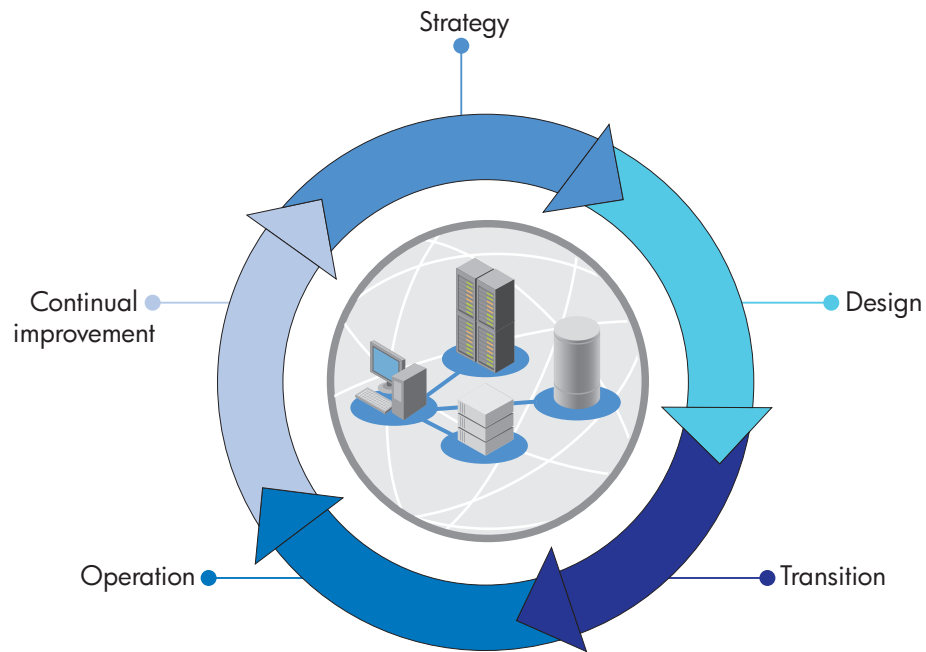 Strategy
Design
Transition
Operation
Continual
improvement